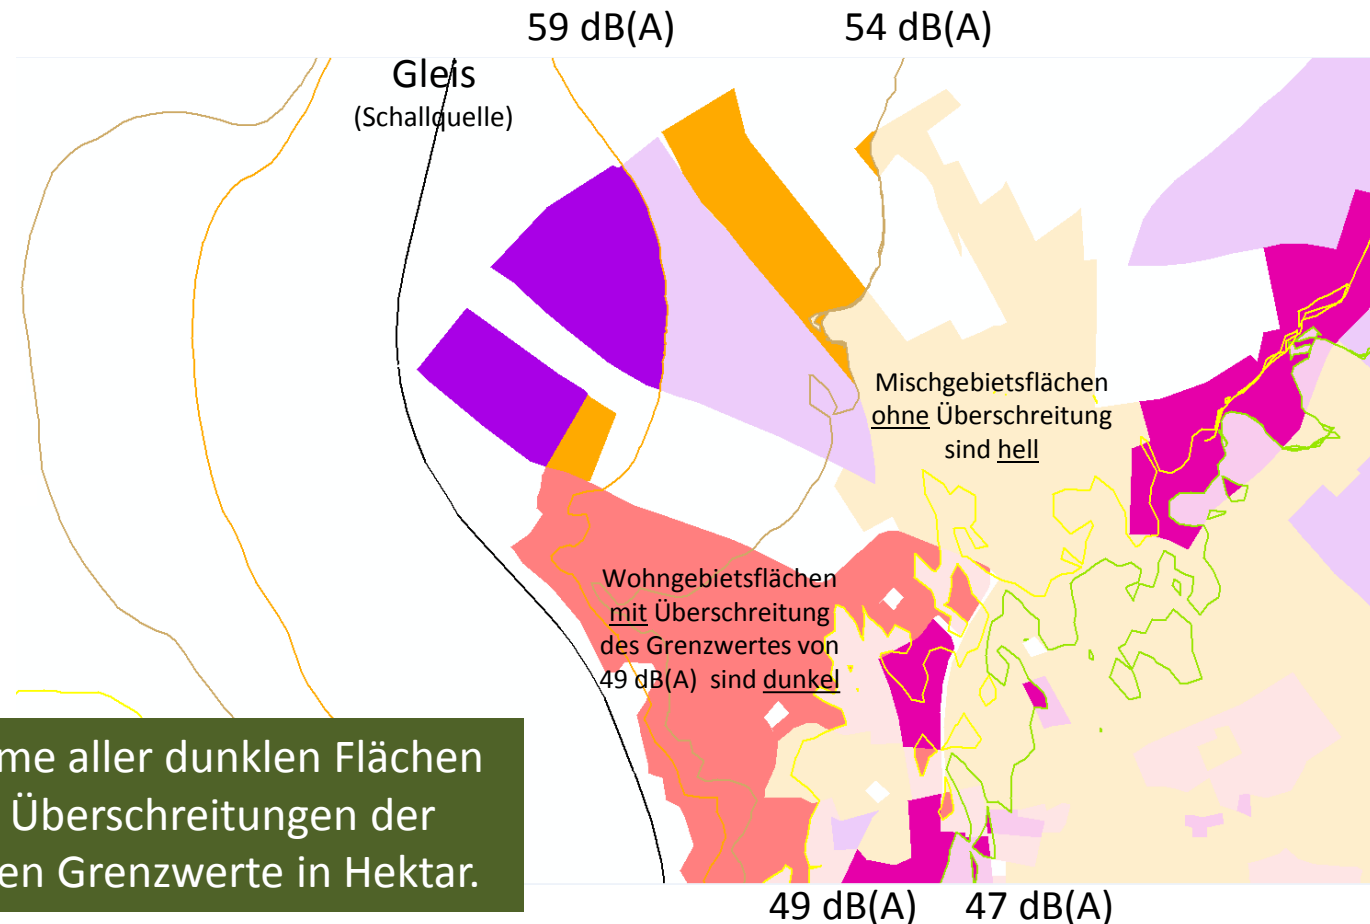 59 dB(A)
54 dB(A)
Gleis
(Schallquelle)
Mischgebietsflächen
ohne Überschreitung
sind hell
Wohngebietsflächen
mit Überschreitung
des Grenzwertes von
49 dB(A) sind dunkel
me aller dunklen Flächen
Überschreitungen der
en Grenzwerte in Hektar.
49 dB(A)
47 dB(A)